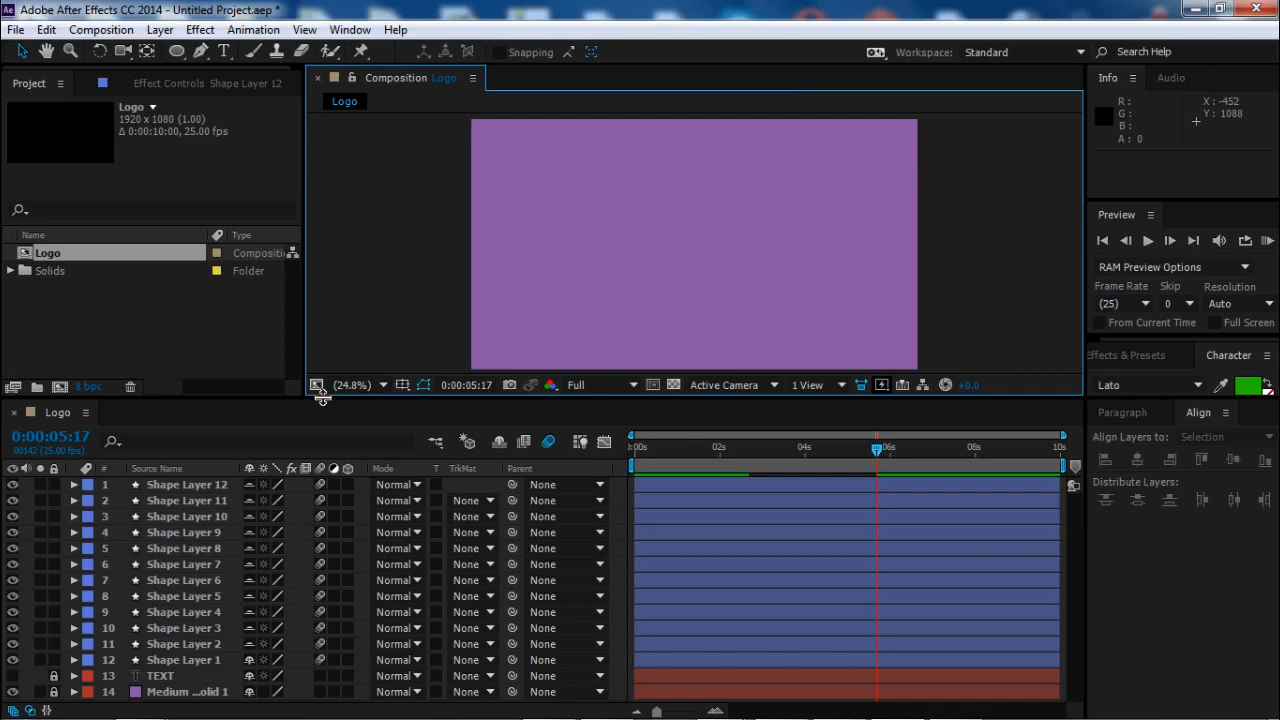 Adobe After Effects CC 2014 - Untitled Project.aep *
File Edit Composition Layer Effect Animation View Window Help
Snapping
Workspace: Standard
Search Help
Project
Effect Controls Shape Layer 12
Logo
1920 x 1080 (1.00)
Δ 0:00:10:00, 25.00 fps
Name Type
Logo Compositi
Solids Folder
8 bpc
Composition Logo
Logo
(24.8%) 0:00:05:17 Full Active Camera 1 View +0.0
Info Audio
R : X : -452
G : Y : 1088
B :
A : 0
Preview
RAM Preview Options
Frame Rate Skip Resolution
(25) 0 Auto
From Current Time Full Screen
Effects & Presets Character
Lato
Paragraph Align
Align Layers to: Selection
Distribute Layers:
Logo
0:00:05:17
00142 (25.00 fps)
:00s 02s 04s 06s 08s 10s
# Source Name Mode T TrkMat Parent
1 Shape Layer 12 Normal None
2 Shape Layer 11 Normal None None
3 Shape Layer 10 Normal None None
4 Shape Layer 9 Normal None None
5 Shape Layer 8 Normal None None
6 Shape Layer 7 Normal None None
7 Shape Layer 6 Normal None None
8 Shape Layer 5 Normal None None
9 Shape Layer 4 Normal None None
10 Shape Layer 3 Normal None None
11 Shape Layer 2 Normal None None
12 Shape Layer 1 Normal None None
13 TEXT Normal None None
14 Medium ...olid 1 Normal None None